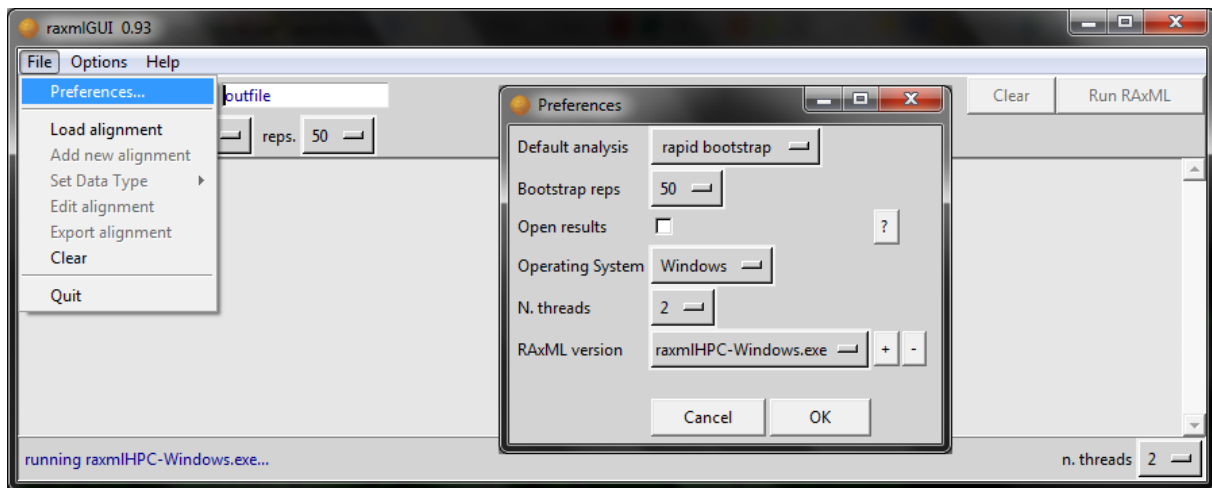 raxmlGUI 0.93
File Options Help
Preferences...
Load alignment
Add new alignment
Set Data Type
Edit alignment
Export alignment
Clear
Quit
outfile
reps. 50
Clear Run RAxML
Preferences
Default analysis rapid bootstrap
Bootstrap reps 50
Open results ?
Operating System Windows
N. threads 2
RAxML version raxmlHPC-Windows.exe + -
Cancel OK
running raxmlHPC-Windows.exe... n. threads 2